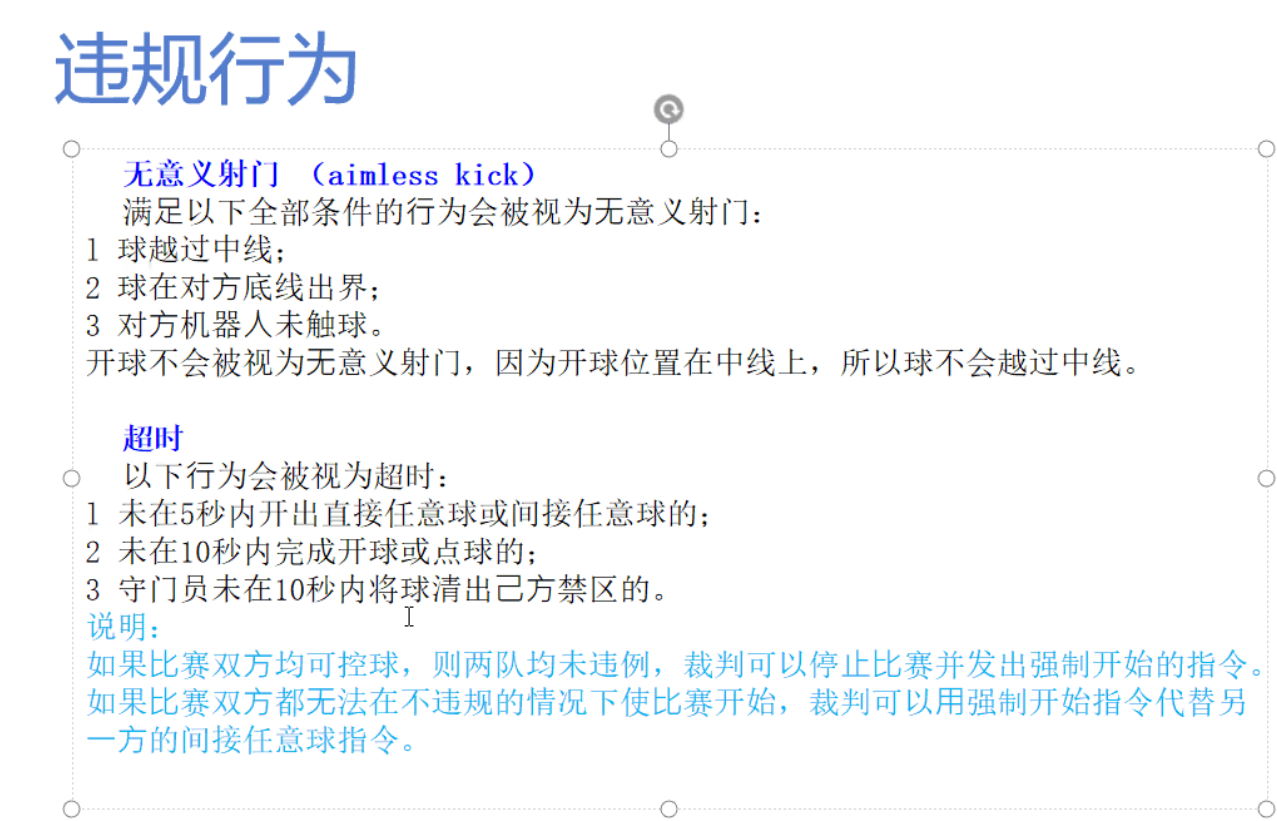 违规行为
无意义射门 （aimless kick）
满足以下全部条件的行为会被视为无意义射门：
1 球越过中线；
2 球在对方底线出界；
3 对方机器人未触球。
开球不会被视为无意义射门，因为开球位置在中线上，所以球不会越过中线。
超时
以下行为会被视为超时：
1 未在5秒内开出直接任意球或间接任意球的；
2 未在10秒内完成开球或点球的；
3 守门员未在10秒内将球清出己方禁区的。
说明：
如果比赛双方均可控球，则两队均未违例，裁判可以停止比赛并发出强制开始的指令。
如果比赛双方都无法在不违规的情况下使比赛开始，裁判可以用强制开始指令代替另
一方的间接任意球指令。